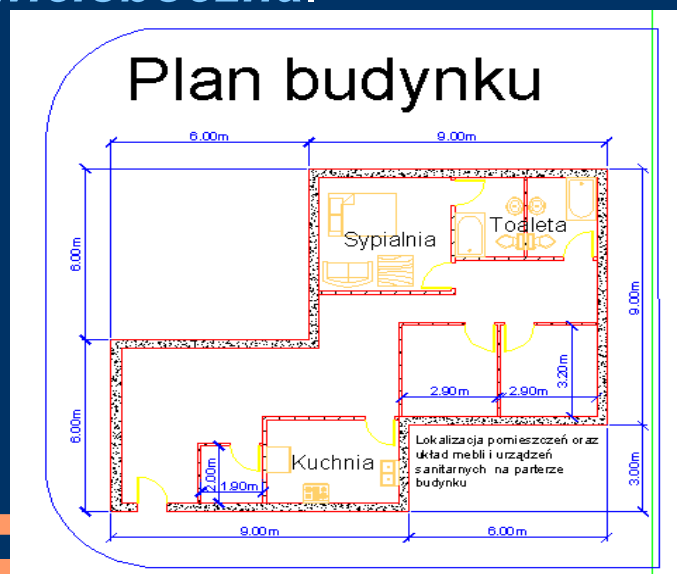 Plan budynku
6.00m
9.00m
6.00m
Sypialnia
Toaleta
9.00m
2.90m
2.90m
3.20m
6.00m
Lokalizacja pomieszczeń oraz
układ mebli i urządzeń
sanitarnych na parterze
budynku
Kuchnia
2.00m
1.90m
3.00m
9.00m
6.00m